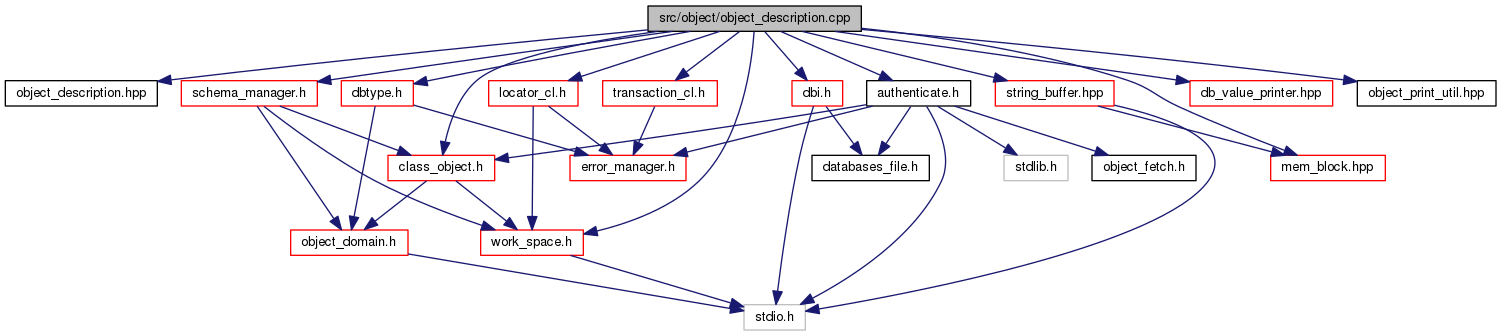 src/object/object_description.cpp
object_description.hpp
schema_manager.h
dbtype.h
locator_cl.h
transaction_cl.h
dbi.h
authenticate.h
string_buffer.hpp
db_value_printer.hpp
object_print_util.hpp
class_object.h
error_manager.h
databases_file.h
stdlib.h
object_fetch.h
mem_block.hpp
object_domain.h
work_space.h
stdio.h